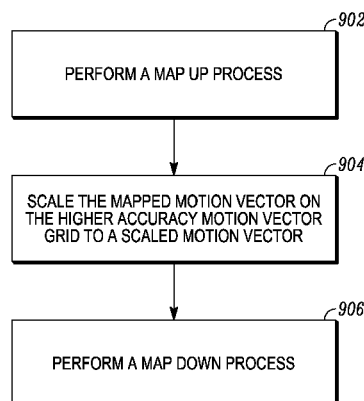 902
PERFORM A MAP UP PROCESS
904
SCALE THE MAPPED MOTION VECTOR ON
THE HIGHER ACCURACY MOTION VECTOR
GRID TO A SCALED MOTION VECTOR
906
PERFORM A MAP DOWN PROCESS